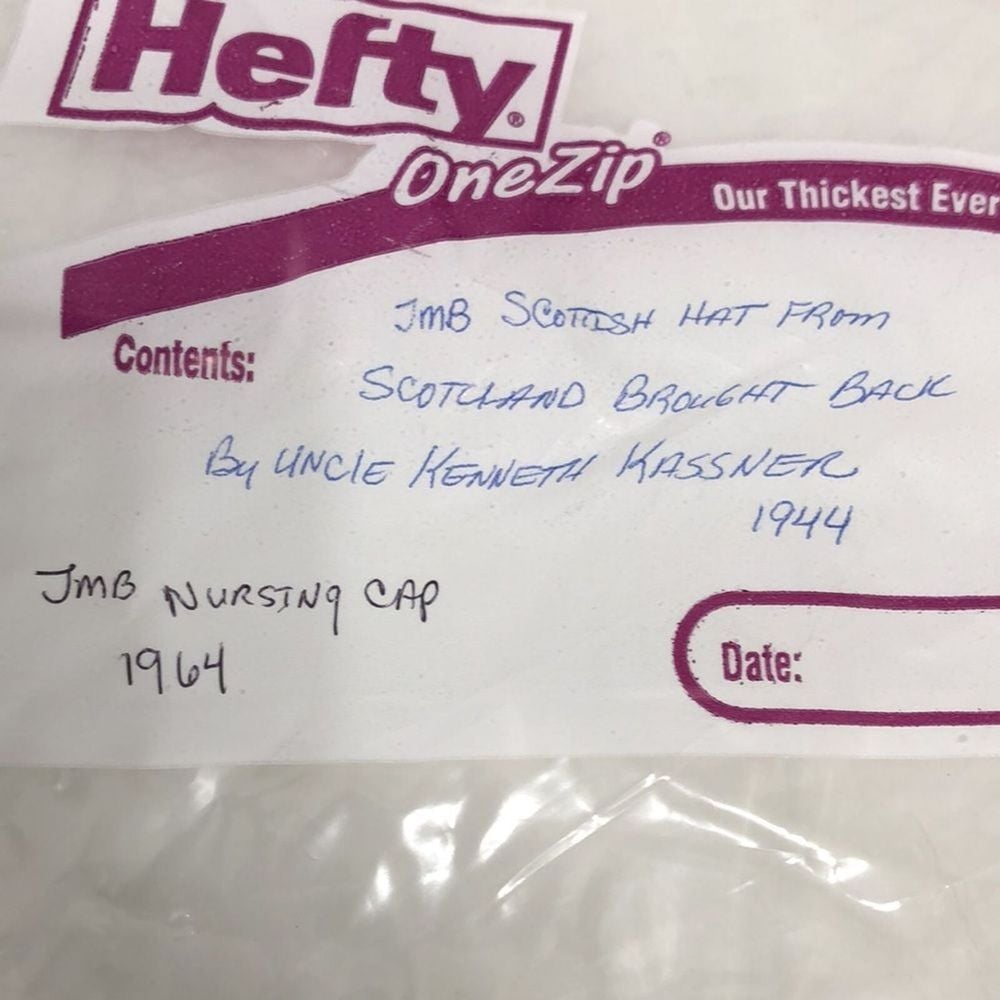 Hefty®
OneZip®
Our Thickest Ever
JMB SCOTTISH HAT FROM
Contents:
SCOTCLAND BROUGHT BACK
By UNCLE KENNETH KASSNER
1944
JMB NURSING CAP
1964
Date: